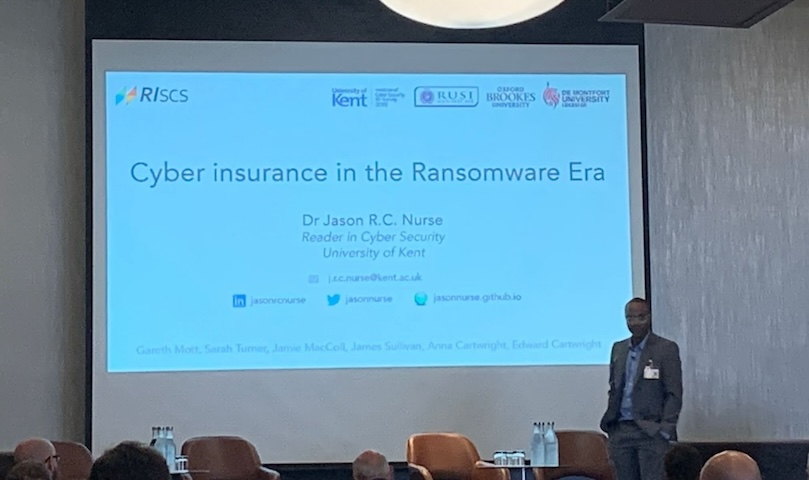 RISCS
University of
Kent
RUSI
OXFORD
BROOKES
UNIVERSITY
DE MONTFORT
UNIVERSITY
LEICESTER
Cyber insurance in the Ransomware Era
Dr Jason R.C. Nurse
Reader in Cyber Security
University of Kent
j.r.c.nurse@kent.ac.uk
in jasonrcnurse
jasonnurse
jasonnurse.github.io
Gareth Mott, Sarah Turner, Jamie MacColl, James Sullivan, Anna Cartwright, Edward Cartwright